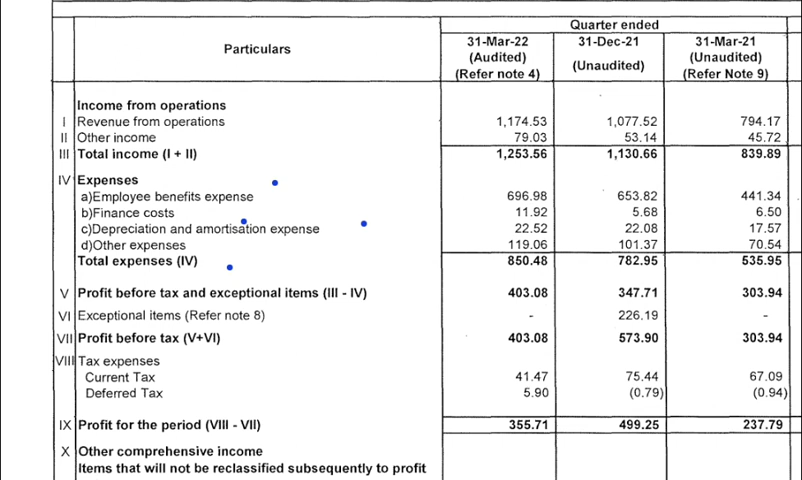 Particulars
Quarter ended
31-Mar-22 31-Dec-21 31-Mar-21
(Audited) (Unaudited) (Unaudited)
(Refer note 4) (Refer Note 9)
Income from operations
I Revenue from operations 1,174.53 1,077.52 794.17
II Other income 79.03 53.14 45.72
III Total income (I + II) 1,253.56 1,130.66 839.89
IV Expenses
a)Employee benefits expense 696.98 653.82 441.34
b)Finance costs 11.92 5.68 6.50
c)Depreciation and amortisation expense 22.52 22.08 17.57
d)Other expenses 119.06 101.37 70.54
Total expenses (IV) 850.48 782.95 535.95
V Profit before tax and exceptional items (III - IV) 403.08 347.71 303.94
VI Exceptional items (Refer note 8) - 226.19 -
VII Profit before tax (V+VI) 403.08 573.90 303.94
VIII Tax expenses
Current Tax 41.47 75.44 67.09
Deferred Tax 5.90 (0.79) (0.94)
IX Profit for the period (VIII - VII) 355.71 499.25 237.79
X Other comprehensive income
Items that will not be reclassified subsequently to profit